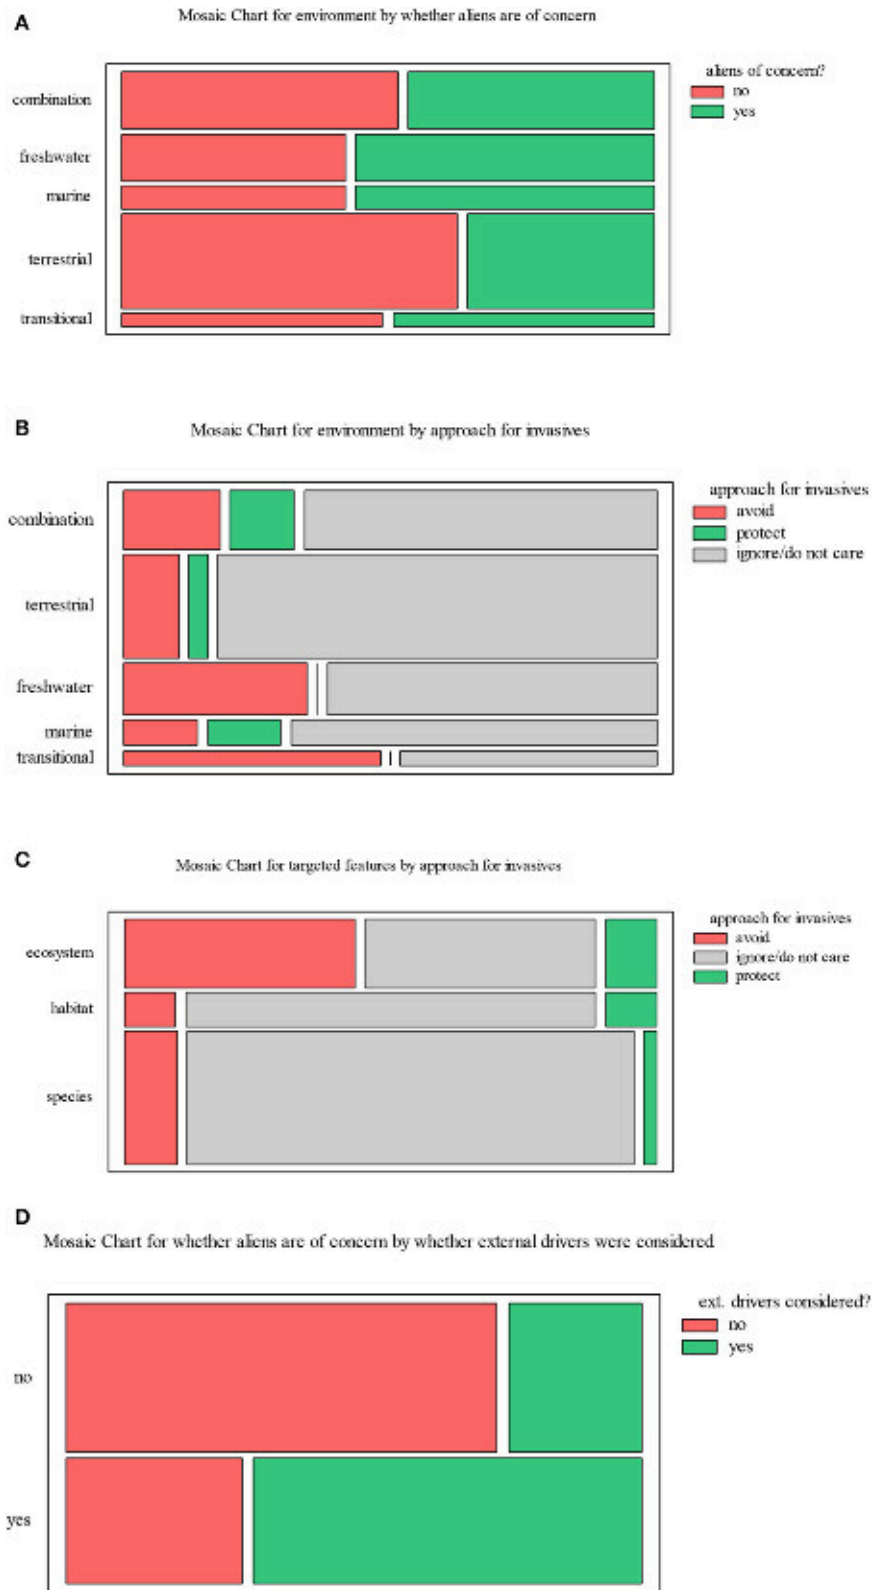 A
Mosaic Chart for environment by whether aliens are of concern
aliens of concern?
no
yes
combination
freshwater
marine
terrestrial
transitional
B
Mosaic Chart for environment by approach for invasives
approach for invasives
avoid
protect
ignore/do not care
combination
terrestrial
freshwater
marine
transitional
C
Mosaic Chart for targeted features by approach for invasives
approach for invasives
avoid
ignore/do not care
protect
ecosystem
habitat
species
D
Mosaic Chart for whether aliens are of concern by whether external drivers were considered
ext. drivers considered?
no
yes
no
yes